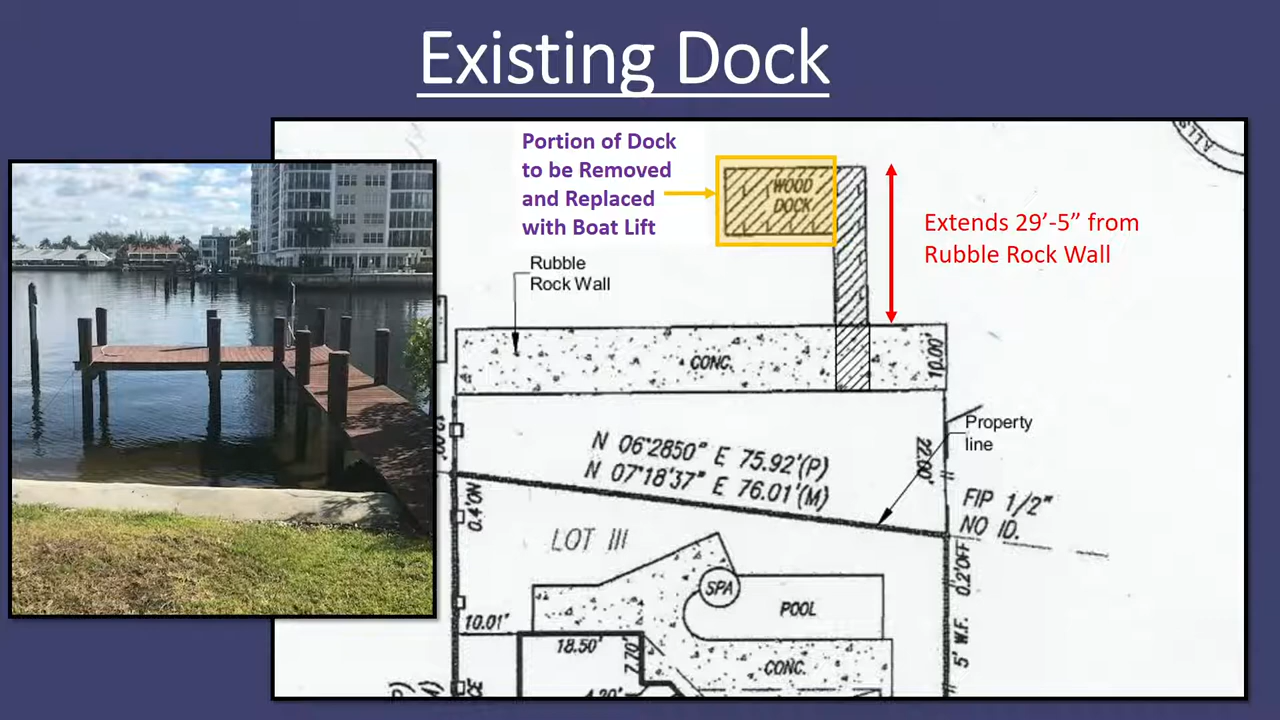 Existing Dock
Portion of Dock
to be Removed
and Replaced
with Boat Lift
WOOD
DOCK
Extends 29’-5” from
Rubble Rock Wall
Rubble
Rock Wall
CONC.
10.00'
Property
line
22.00'
N 06°2850" E 75.92'(P)
N 07°18'37" E 76.01'(M)
FIP 1/2"
NO ID.
0.4'ON
LOT III
0.2'OFF
SPA
POOL
10.01'
18.50'
7.70'
CONC.
5' W.F.